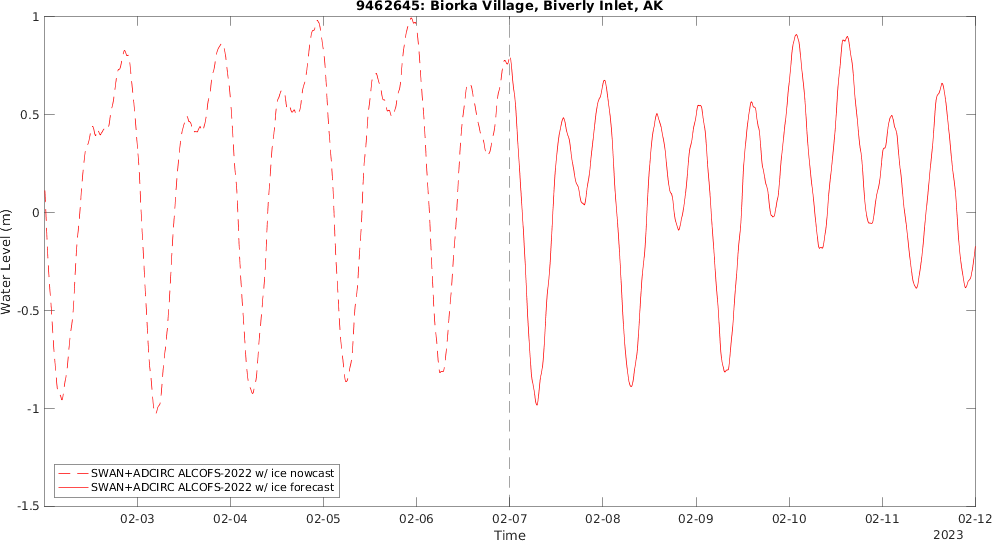 9462645: Biorka Village, Biverly Inlet, AK
Water Level (m)
1
0.5
0
-0.5
-1
-1.5
SWAN+ADCIRC ALCOFS-2022 w/ ice nowcast
SWAN+ADCIRC ALCOFS-2022 w/ ice forecast
02-03 02-04 02-05 02-06 02-07 02-08 02-09 02-10 02-11 02-12
Time
2023